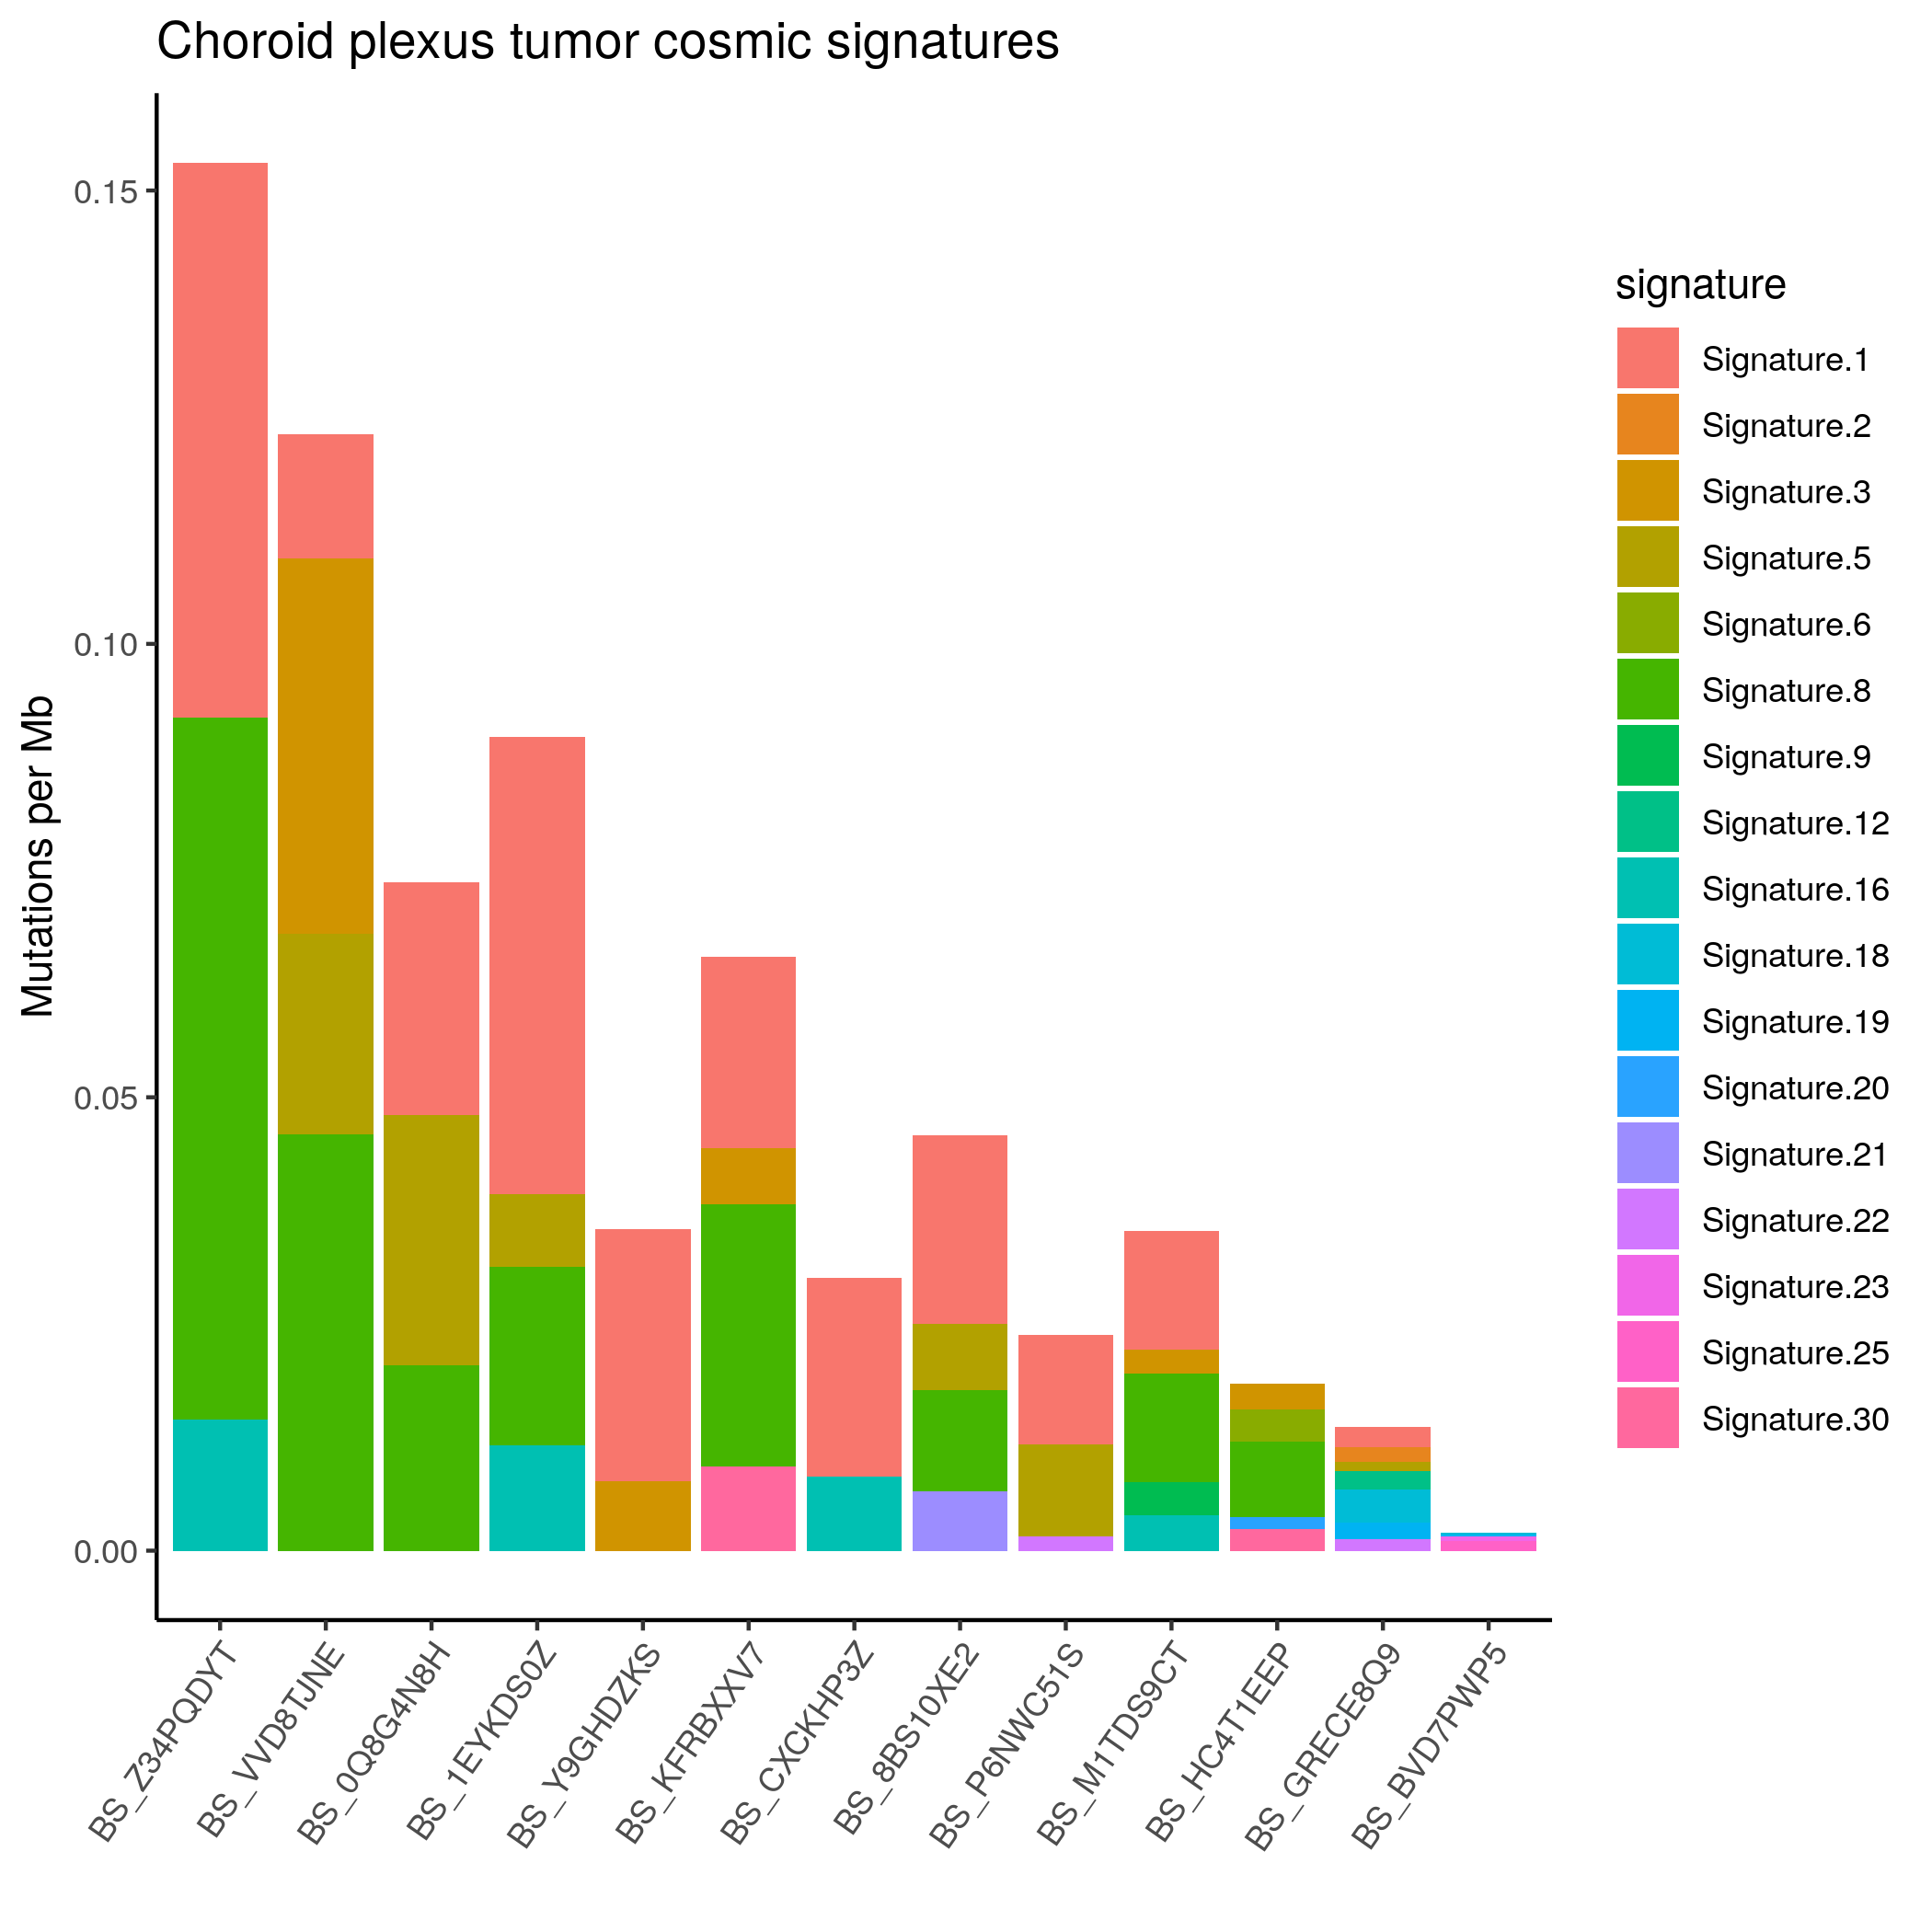 Choroid plexus tumor cosmic signatures
Mutations per Mb
0.15
0.10
0.05
0.00
BS_Z34PQDYT
BS_VVD8TJNE
BS_0Q8G4N8H
BS_1EYKDS0Z
BS_Y9GHDZKS
BS_KFRBXXV7
BS_CXCKHP3Z
BS_8BS10XE2
BS_P6NWC51S
BS_M1TDS9CT
BS_HC4T1EEP
BS_GRECE8Q9
BS_BVD7PWP5
signature
Signature.1
Signature.2
Signature.3
Signature.5
Signature.6
Signature.8
Signature.9
Signature.12
Signature.16
Signature.18
Signature.19
Signature.20
Signature.21
Signature.22
Signature.23
Signature.25
Signature.30